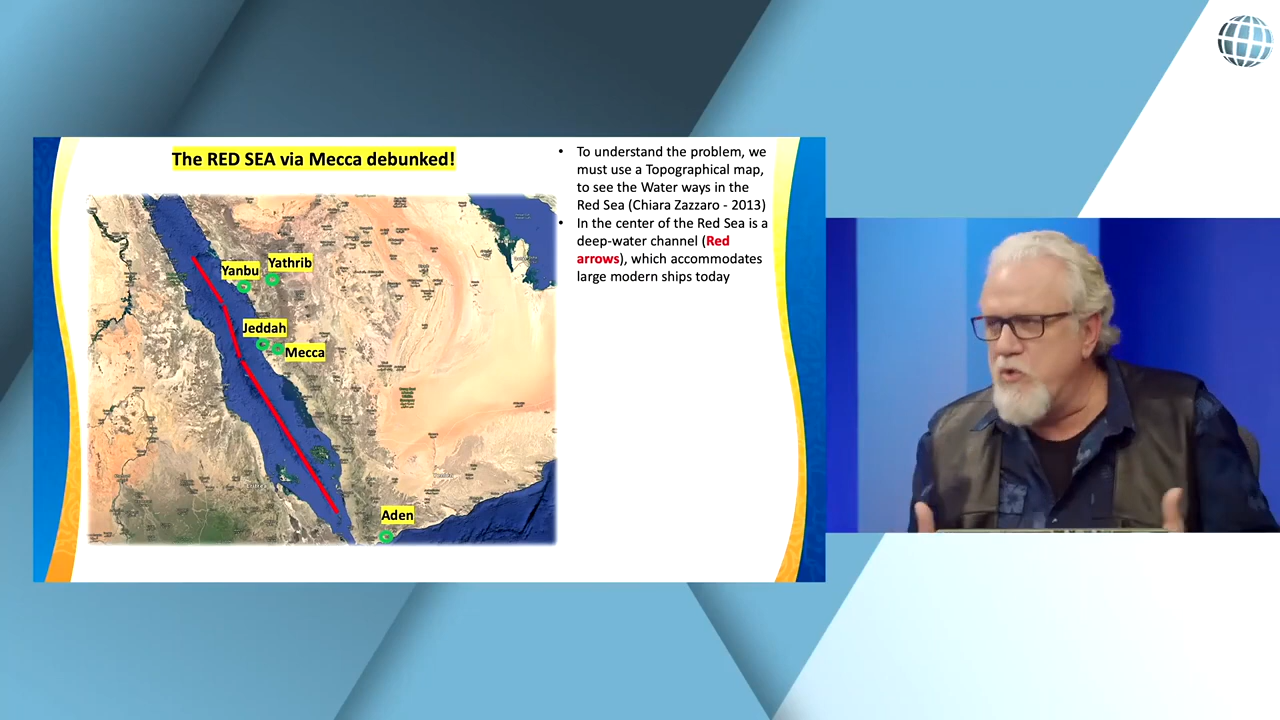 The RED SEA via Mecca debunked!
• To understand the problem, we
must use a Topographical map,
to see the Water ways in the
Red Sea (Chiara Zazzaro - 2013)
• In the center of the Red Sea is a
deep-water channel (Red
arrows), which accommodates
large modern ships today
Yanbu
Yathrib
Jeddah
Mecca
Aden